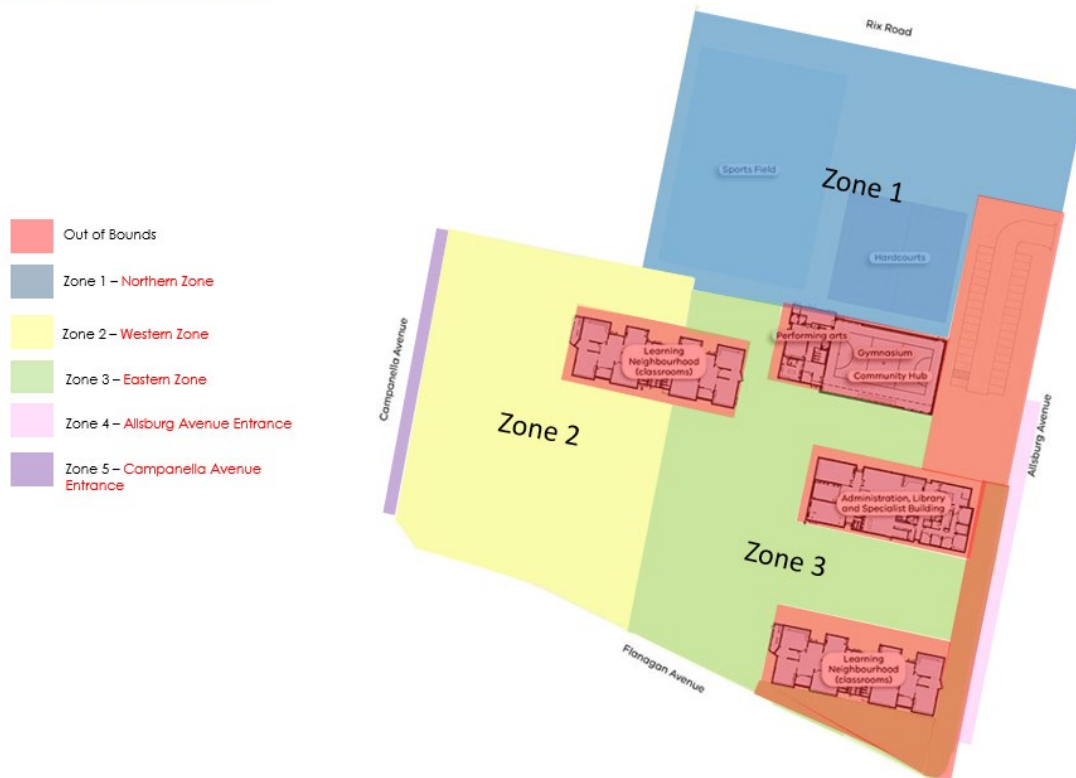 Out of Bounds
Zone 1 – Northern Zone
Zone 2 – Western Zone
Zone 3 – Eastern Zone
Zone 4 – Allsburg Avenue Entrance
Zone 5 – Campanella Avenue
Entrance
Rix Road
Sports Field
Zone 1
Hardcourts
Campanella Avenue
Performing arts
Gymnasium
Community Hub
Learning
Neighbourhood
(classrooms)
Zone 2
Allsburg Avenue
Administration, Library
and Specialist Building
Zone 3
Flanagan Avenue
Learning
Neighbourhood
(classrooms)